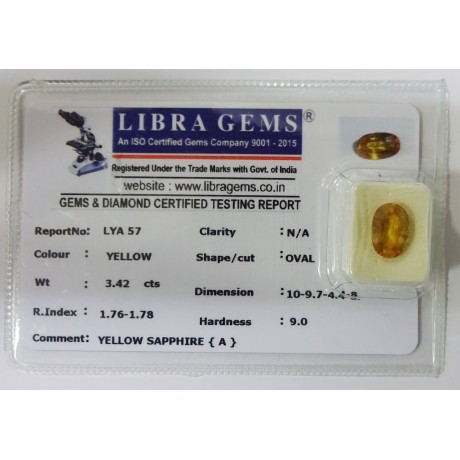 LIBRA GEMS ®
An ISO Certified Gems Company 9001 - 2015
Registered Under the Trade Marks with Govt. of India
website : www.libragems.co.in
GEMS & DIAMOND CERTIFIED TESTING REPORT
ReportNo: LYA 57 Clarity : N/A
Colour : YELLOW Shape/cut : OVAL
Wt : 3.42 cts Dimension : 10-9.7-4.4-8.
R.Index : 1.76-1.78 Hardness : 9.0
Comment: YELLOW SAPPHIRE { A }